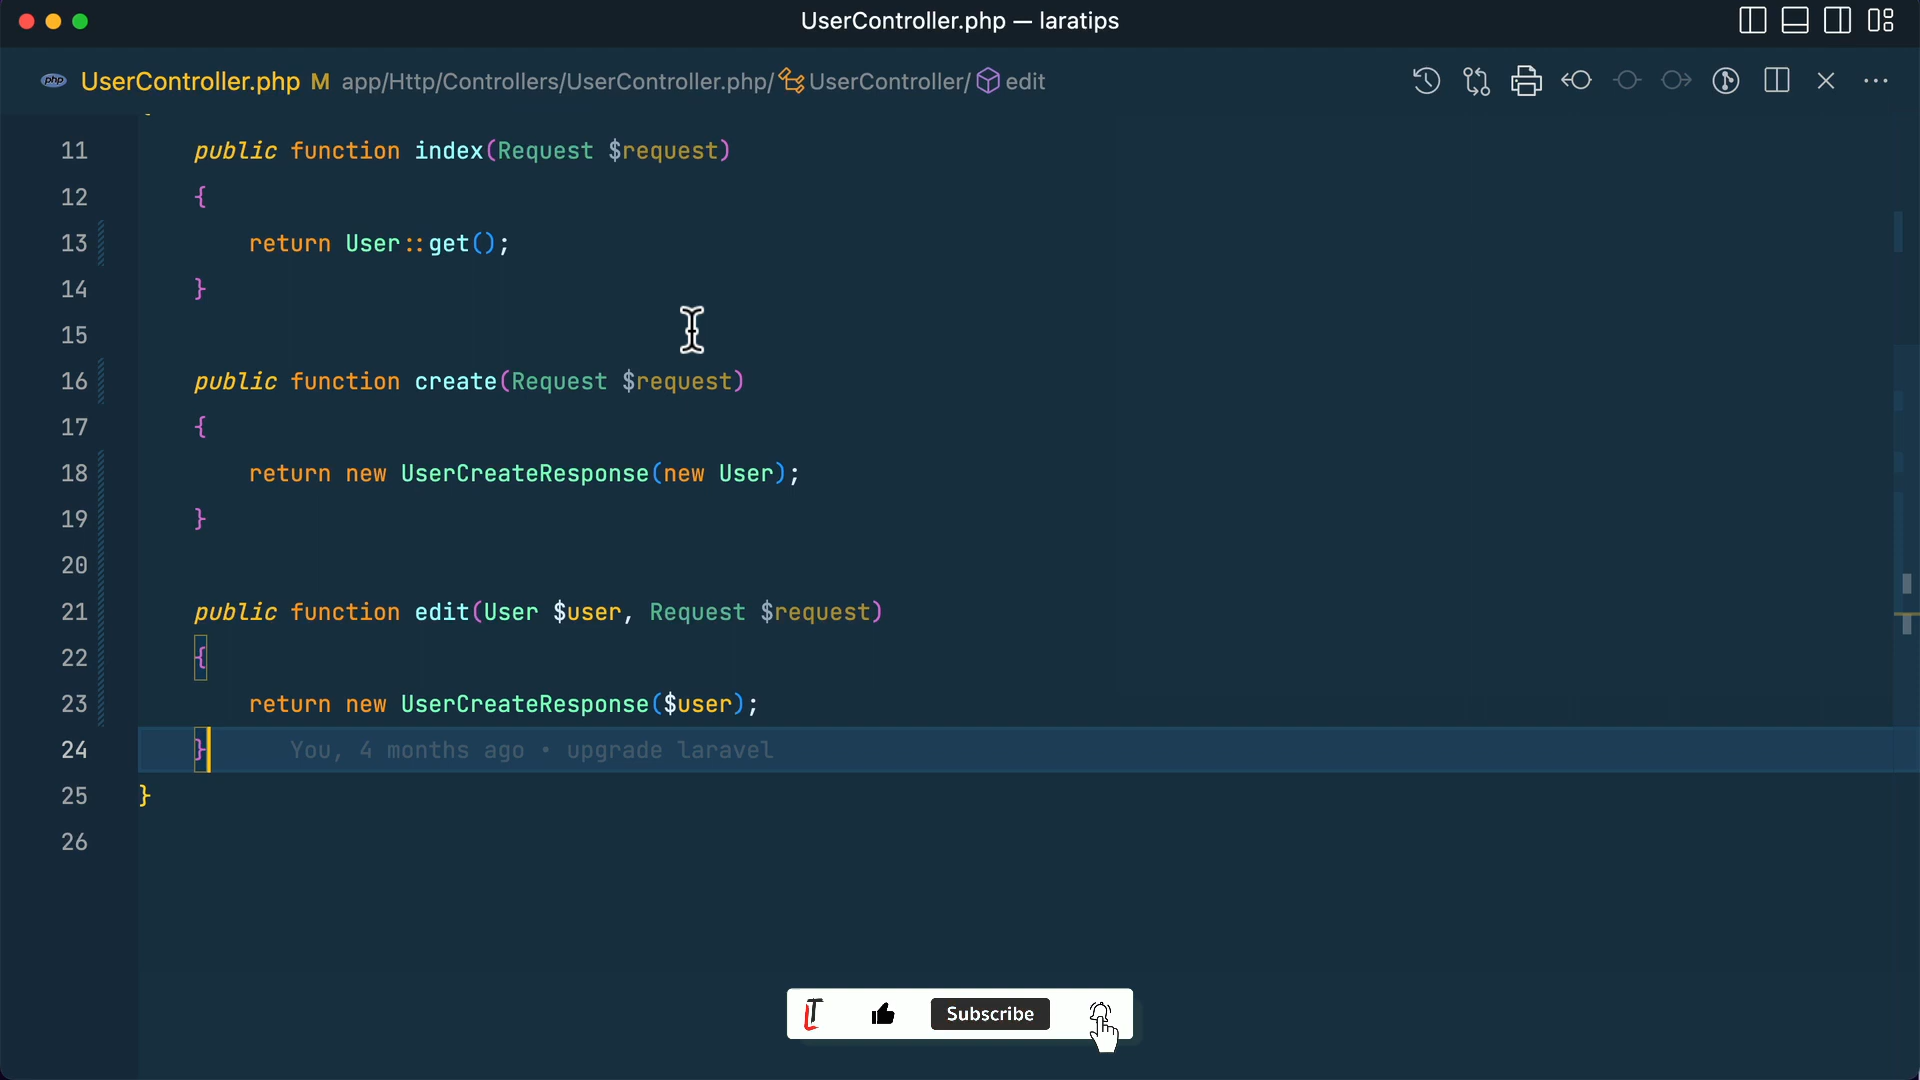 UserController.php — laratips
php UserController.php M app/Http/Controllers/UserController.php/ UserController/ edit
11 public function index(Request $request)
12 {
13 return User::get();
14 }
15
16 public function create(Request $request)
17 {
18 return new UserCreateResponse(new User);
19 }
20
21 public function edit(User $user, Request $request)
22 {
23 return new UserCreateResponse($user);
24 } You, 4 months ago • upgrade laravel
25 }
26
LT Subscribe